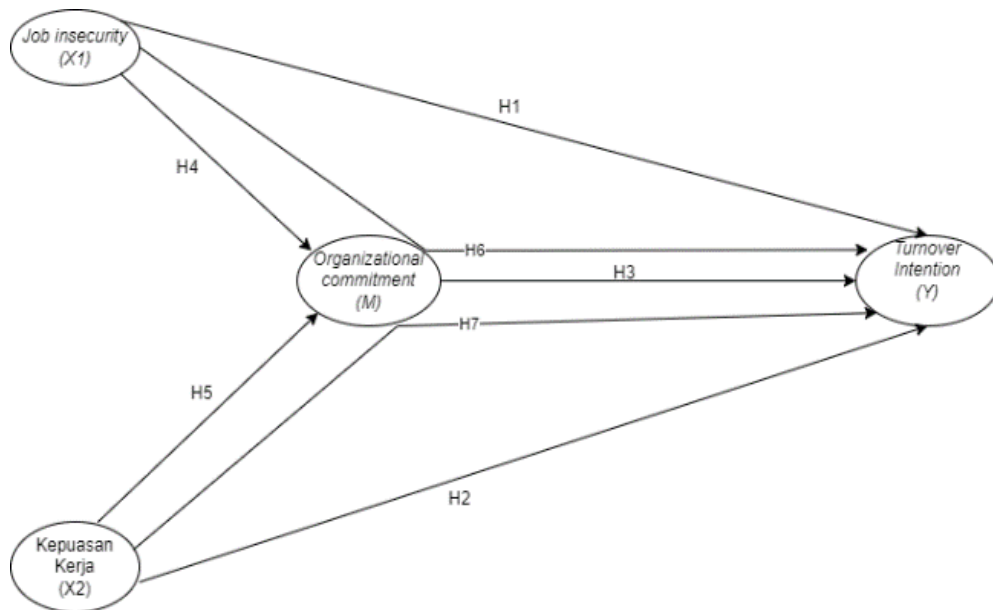 Job insecurity
(X1)
H1
H4
Organizational
commitment
(M)
H6
H3
H7
Turnover
Intention
(Y)
H5
H2
Kepuasan
Kerja
(X2)